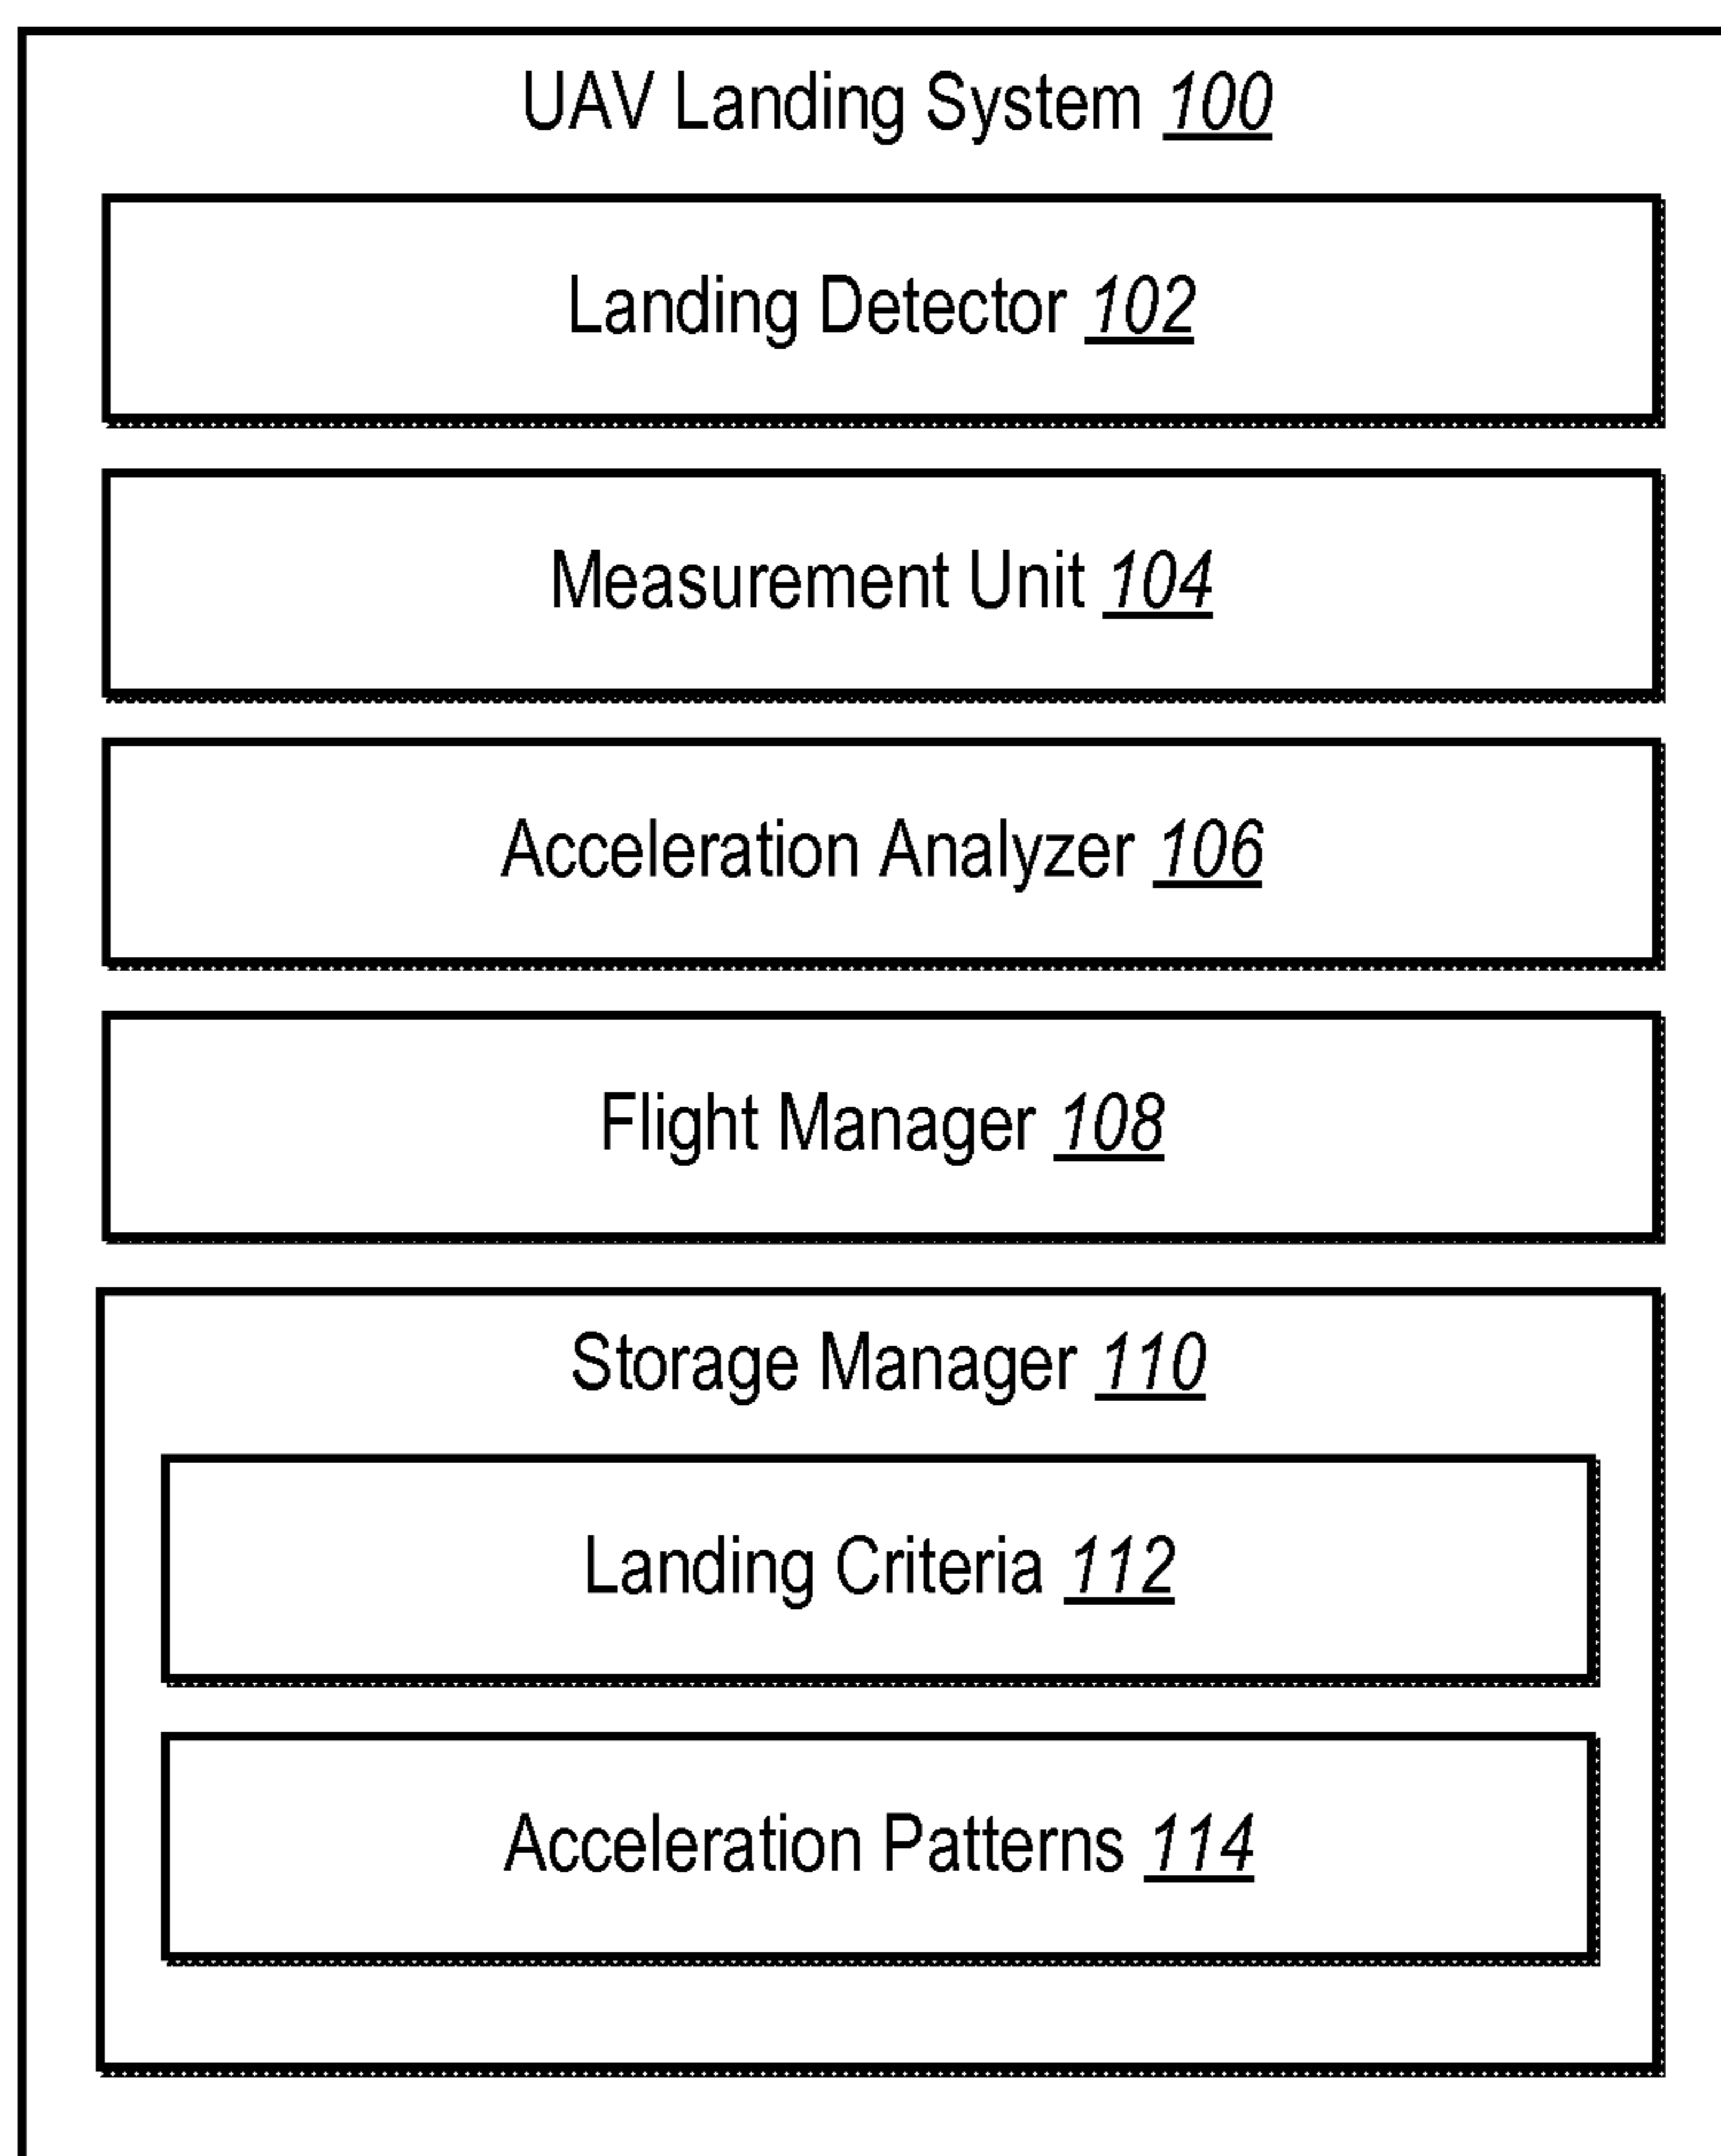 UAV Landing System 100
Landing Detector 102
Measurement Unit 104
Acceleration Analyzer 106
Flight Manager 108
Storage Manager 110
Landing Criteria 112
Acceleration Patterns 114